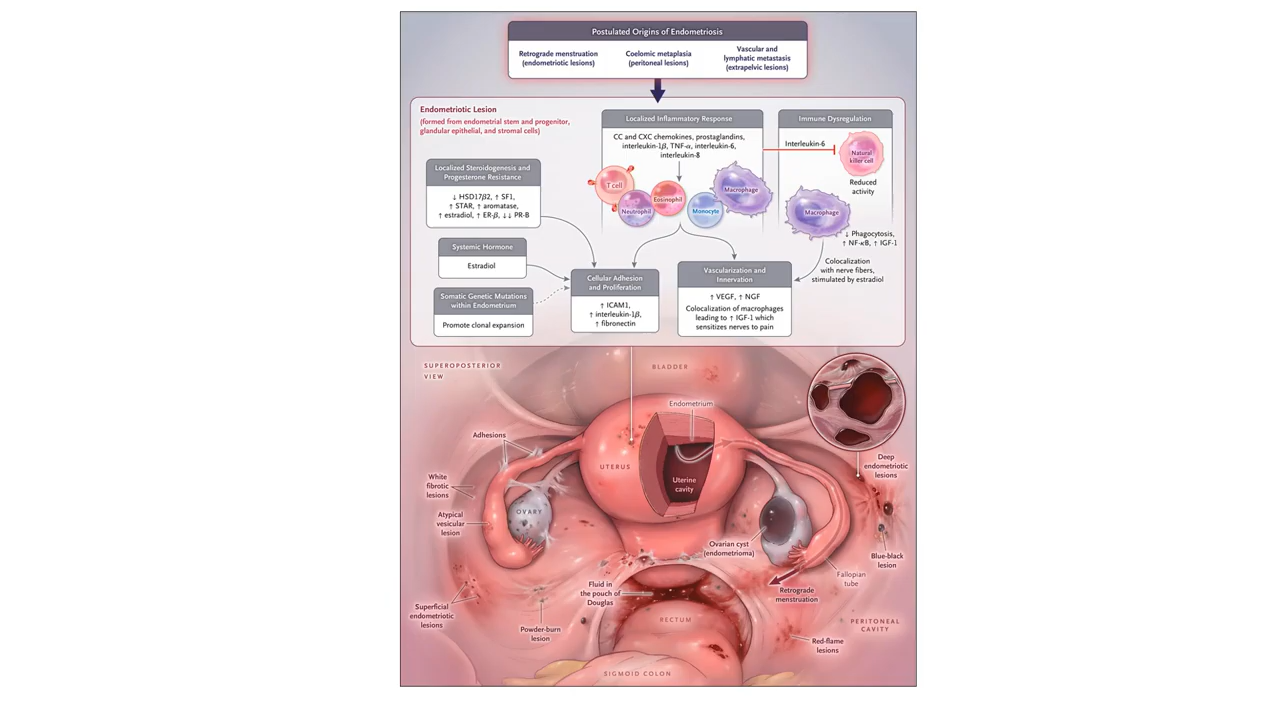 Postulated Origins of Endometriosis
Retrograde menstruation
(endometriotic lesions)
Coelomic metaplasia
(peritoneal lesions)
Vascular and
lymphatic metastasis
(extrapelvic lesions)
Endometriotic Lesion
(formed from endometrial stem and progenitor,
glandular epithelial, and stromal cells)
Localized Steroidogenesis and
Progesterone Resistance
↓ HSD17β2, ↑ SF1,
↑ STAR, ↑ aromatase,
↑ estradiol, ↑ ER-β, ↓↓ PR-B
Systemic Hormone
Estradiol
Somatic Genetic Mutations
within Endometrium
Promote clonal expansion
Localized Inflammatory Response
CC and CXC chemokines, prostaglandins,
interleukin-1β, TNF-α, interleukin-6,
interleukin-8
T cell
Neutrophil
Eosinophil
Monocyte
Macrophage
Immune Dysregulation
Interleukin-6
Natural
killer cell
Reduced
activity
Macrophage
↓ Phagocytosis,
↑ NF-κB, ↑ IGF-1
Colocalization
with nerve fibers,
stimulated by estradiol
Cellular Adhesion
and Proliferation
↑ ICAM1,
↑ interleukin-1β,
↑ fibronectin
Vascularization and
Innervation
↑ VEGF, ↑ NGF
Colocalization of macrophages
leading to ↑ IGF-1 which
sensitizes nerves to pain
SUPEROPOSTERIOR
VIEW
BLADDER
Endometrium
Adhesions
UTERUS
Uterine
cavity
Deep
endometriotic
lesions
White
fibrotic
lesions
OVARY
Atypical
vesicular
lesion
Ovarian cyst
(endometrioma)
Blue-black
lesion
Fallopian
tube
Fluid in
the pouch of
Douglas
Retrograde
menstruation
Superficial
endometriotic
lesions
Powder-burn
lesion
RECTUM
PERITONEAL
CAVITY
Red-flame
lesions
SIGMOID COLON